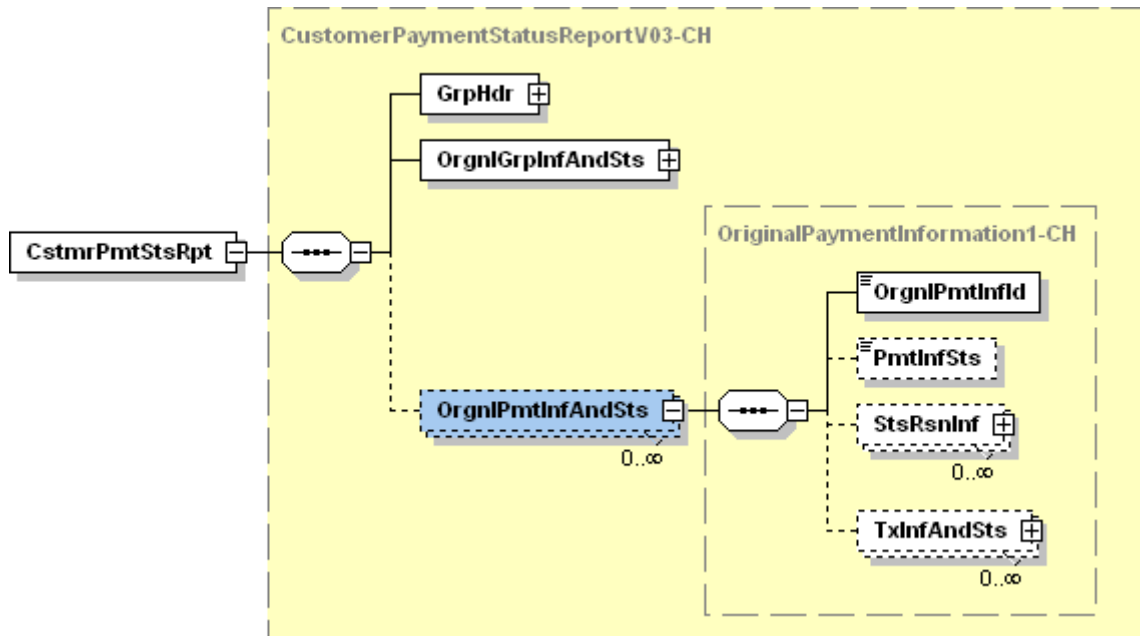 CustomerPaymentStatusReportV03-CH
GrpHdr
OrgnlGrpInfAndSts
OriginalPaymentInformation1-CH
CstmrPmtStsRpt
OrgnlPmtInfId
PmtInfSts
OrgnlPmtInfAndSts
0..∞
StsRsnInf
0..∞
TxInfAndSts
0..∞